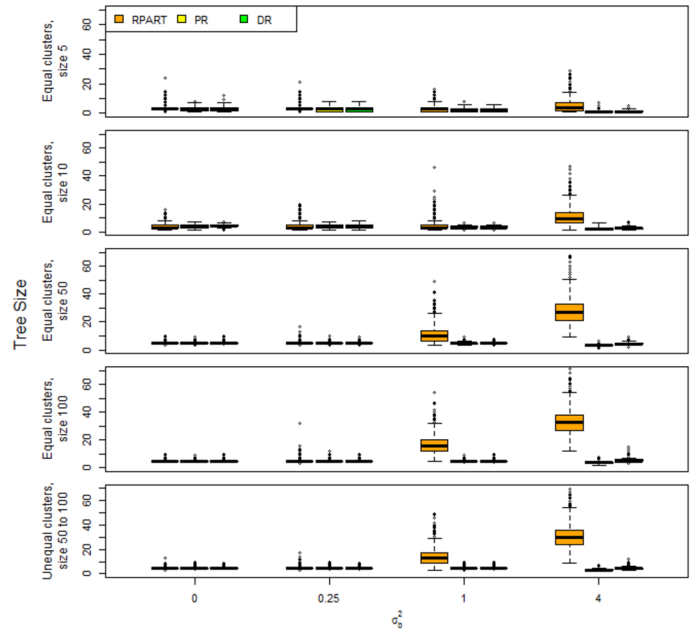 RPART PR DR
Tree Size
Equal clusters,
size 5
0 20 40 60
Equal clusters,
size 10
0 20 40 60
Equal clusters,
size 50
0 20 40 60
Equal clusters,
size 100
0 20 40 60
Unequal clusters,
size 50 to 100
0 20 40 60
0 0.25 1 4
σ_b^2